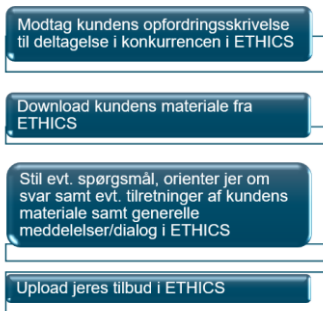 Modtag kundens opfordringsskrivelse
til deltagelse i konkurrencen i ETHICS
Download kundens materiale fra
ETHICS
Stil evt. spørgsmål, orienter jer om
svar samt evt. tilretninger af kundens
materiale samt generelle
meddelelser/dialog i ETHICS
Upload jeres tilbud i ETHICS